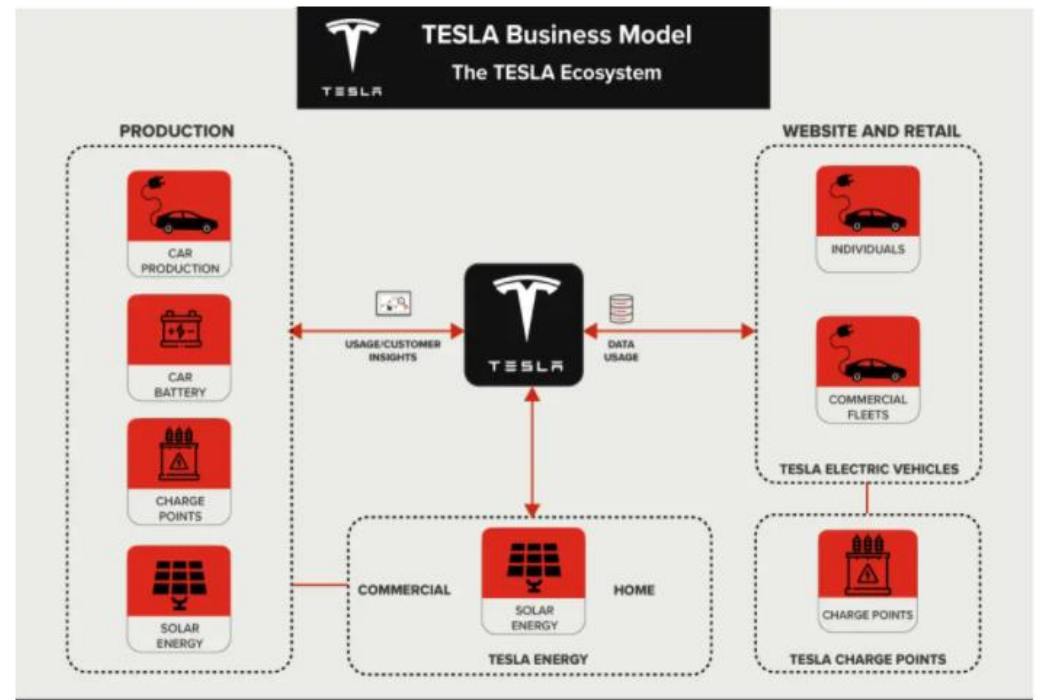 TESLA Business Model
The TESLA Ecosystem
TESLA
PRODUCTION
CAR
PRODUCTION
CAR
BATTERY
CHARGE
POINTS
SOLAR
ENERGY
USAGE/CUSTOMER
INSIGHTS
TESLA
DATA
USAGE
WEBSITE AND RETAIL
INDIVIDUALS
COMMERCIAL
FLEETS
TESLA ELECTRIC VEHICLES
COMMERCIAL
SOLAR
ENERGY
HOME
TESLA ENERGY
CHARGE POINTS
TESLA CHARGE POINTS